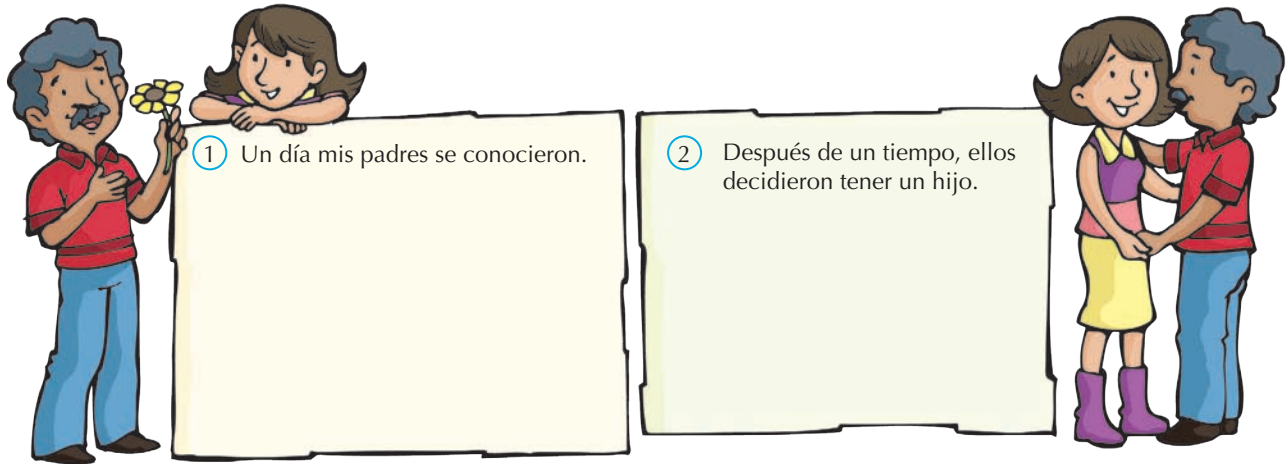 1 Un día mis padres se conocieron.
2 Después de un tiempo, ellos
decidieron tener un hijo.